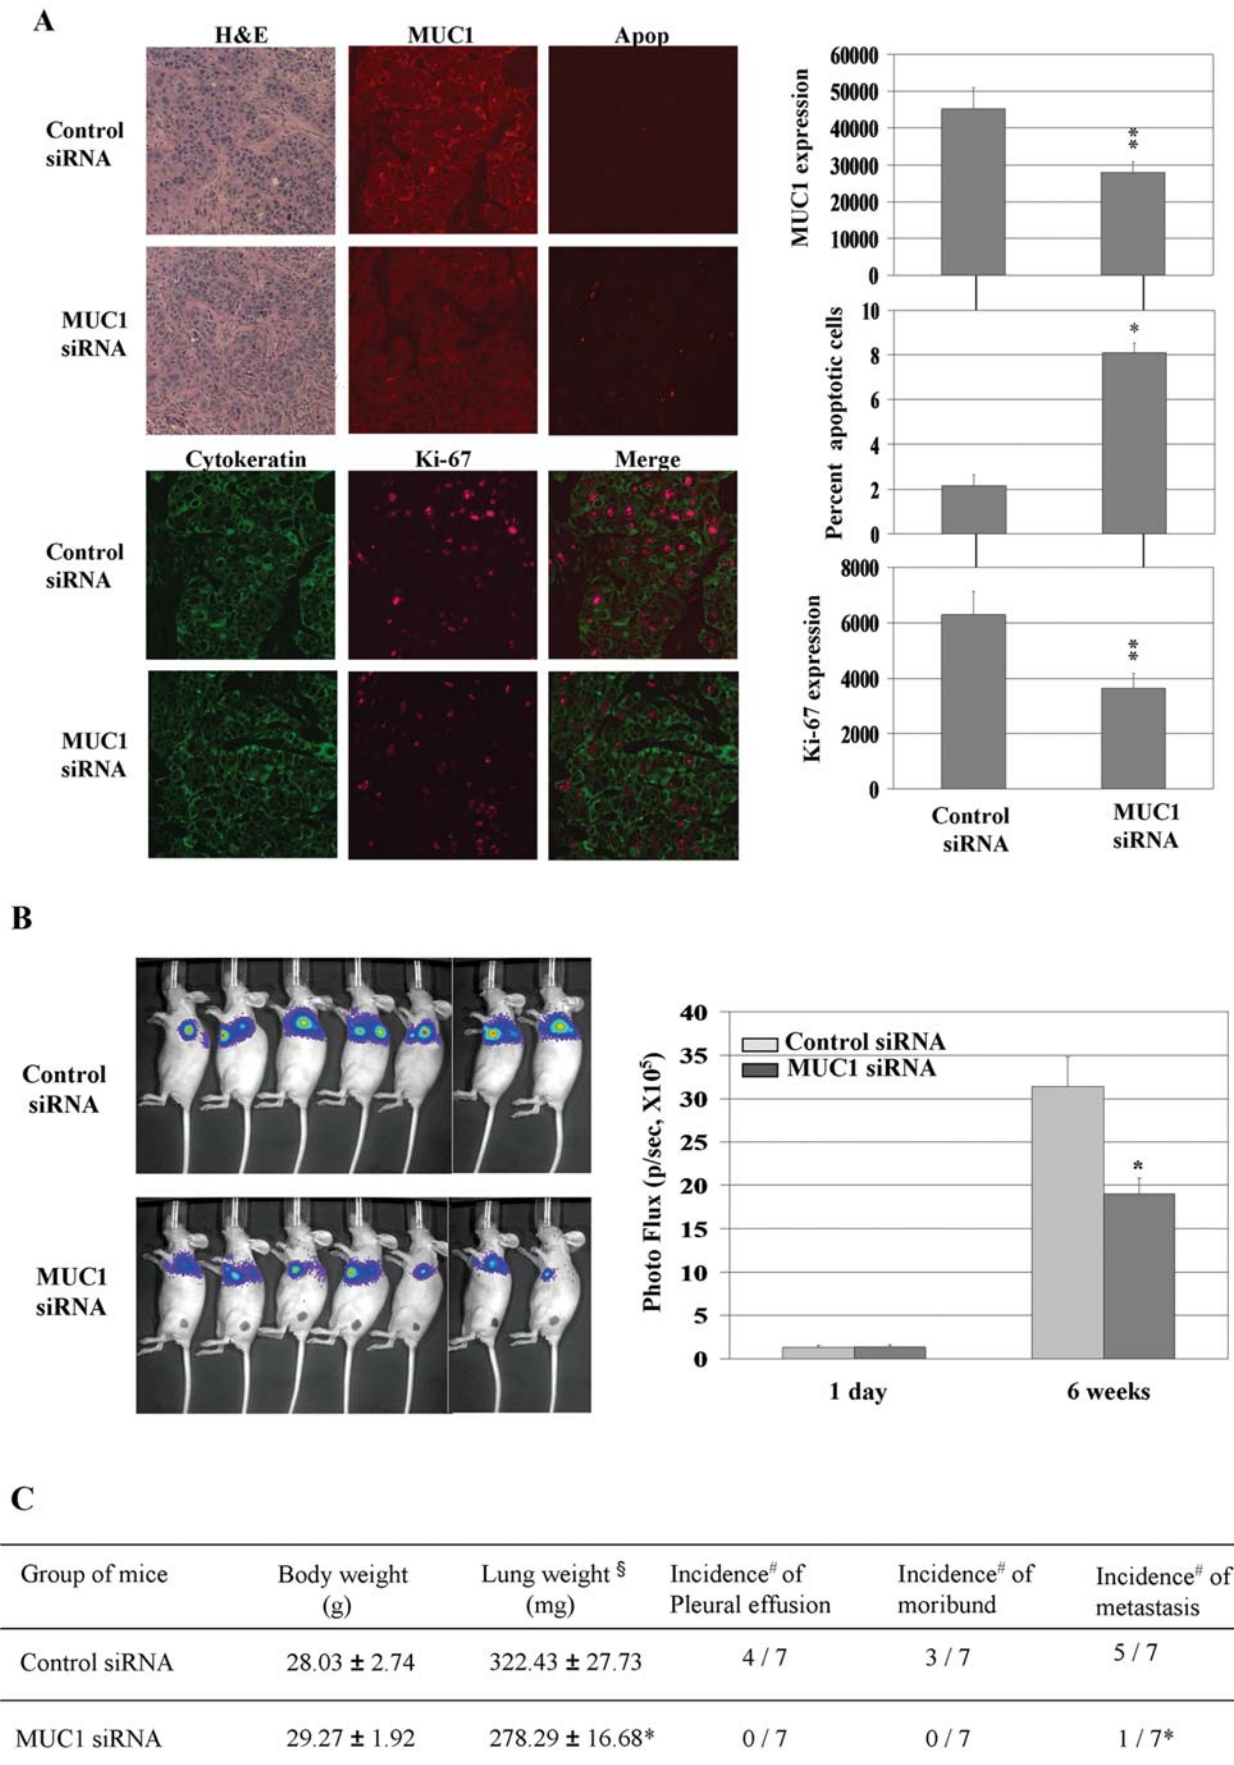 A
H&E MUC1 Apop
Control
siRNA
MUC1
siRNA
Cytokeratin Ki-67 Merge
Control
siRNA
MUC1
siRNA
MUC1 expression
60000
50000
40000
30000
20000
10000
0
**
Percent apoptotic cells
10
8
6
4
2
0
*
Ki-67 expression
8000
6000
4000
2000
0
**
Control
siRNA
MUC1
siRNA
B
Control
siRNA
MUC1
siRNA
Photo Flux (p/sec, X10⁵)
40
35
30
25
20
15
10
5
0
Control siRNA
MUC1 siRNA
*
1 day 6 weeks
C
Group of mice Body weight Lung weight § Incidence# of Incidence# of Incidence# of
(g) (mg) Pleural effusion moribund metastasis
Control siRNA 28.03 ± 2.74 322.43 ± 27.73 4 / 7 3 / 7 5 / 7
MUC1 siRNA 29.27 ± 1.92 278.29 ± 16.68* 0 / 7 0 / 7 1 / 7*